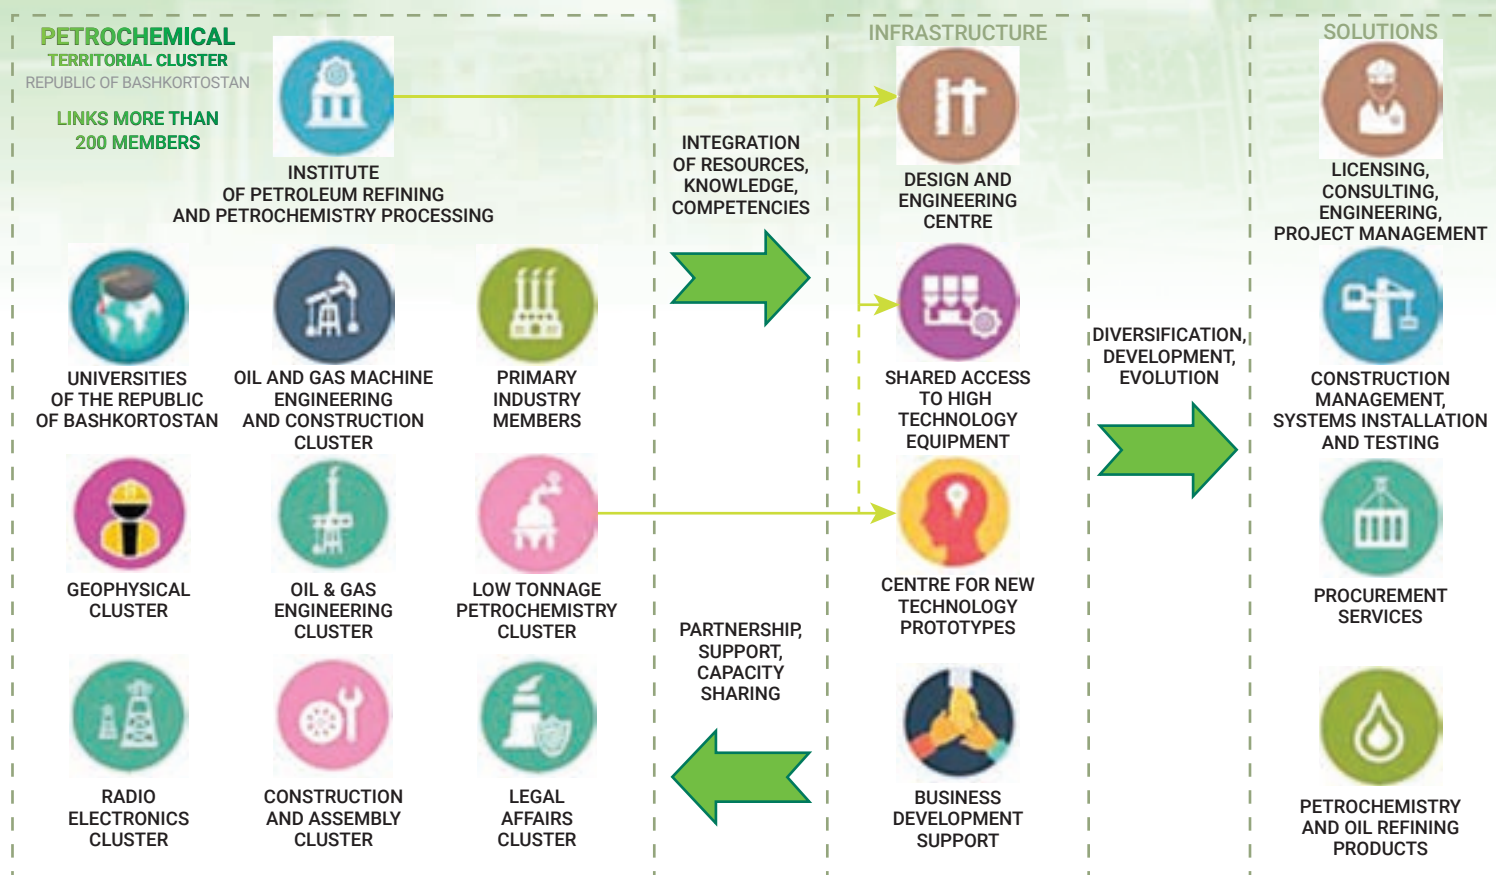 PETROCHEMICAL
TERRITORIAL CLUSTER
REPUBLIC OF BASHKORTOSTAN
LINKS MORE THAN
200 MEMBERS
INSTITUTE
OF PETROLEUM REFINING
AND PETROCHEMISTRY PROCESSING
UNIVERSITIES
OF THE REPUBLIC
OF BASHKORTOSTAN
OIL AND GAS MACHINE
ENGINEERING
AND CONSTRUCTION
CLUSTER
PRIMARY
INDUSTRY
MEMBERS
GEOPHYSICAL
CLUSTER
OIL & GAS
ENGINEERING
CLUSTER
LOW TONNAGE
PETROCHEMISTRY
CLUSTER
RADIO
ELECTRONICS
CLUSTER
CONSTRUCTION
AND ASSEMBLY
CLUSTER
LEGAL
AFFAIRS
CLUSTER
INTEGRATION
OF RESOURCES,
KNOWLEDGE,
COMPETENCIES
PARTNERSHIP,
SUPPORT,
CAPACITY
SHARING
INFRASTRUCTURE
DESIGN AND
ENGINEERING
CENTRE
SHARED ACCESS
TO HIGH
TECHNOLOGY
EQUIPMENT
CENTRE FOR NEW
TECHNOLOGY
PROTOTYPES
BUSINESS
DEVELOPMENT
SUPPORT
DIVERSIFICATION,
DEVELOPMENT,
EVOLUTION
SOLUTIONS
LICENSING,
CONSULTING,
ENGINEERING,
PROJECT MANAGEMENT
CONSTRUCTION
MANAGEMENT,
SYSTEMS INSTALLATION
AND TESTING
PROCUREMENT
SERVICES
PETROCHEMISTRY
AND OIL REFINING
PRODUCTS